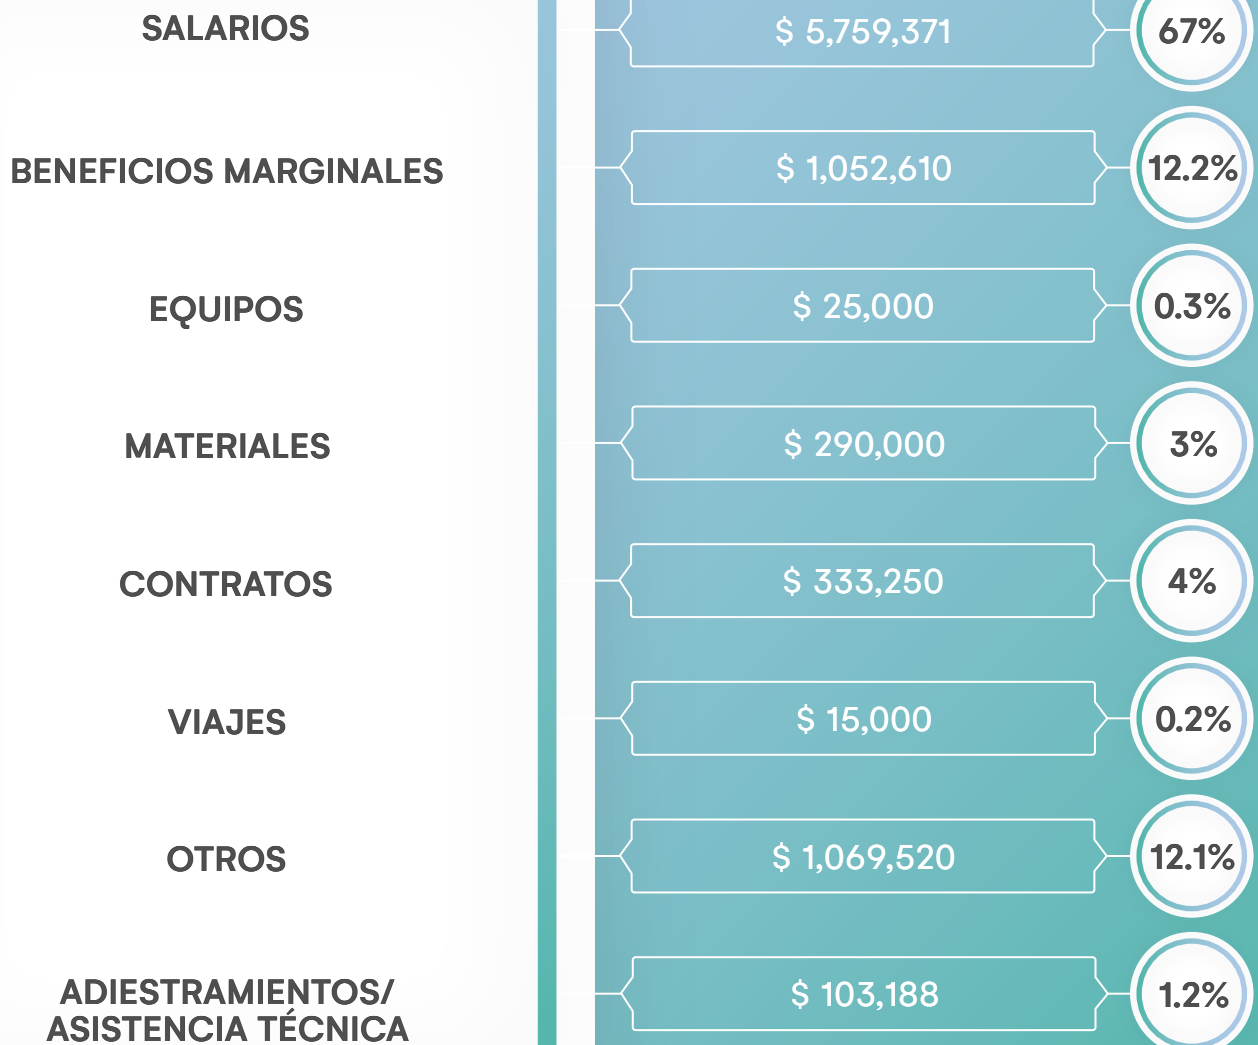 SALARIOS $ 5,759,371 67%
BENEFICIOS MARGINALES $ 1,052,610 12.2%
EQUIPOS $ 25,000 0.3%
MATERIALES $ 290,000 3%
CONTRATOS $ 333,250 4%
VIAJES $ 15,000 0.2%
OTROS $ 1,069,520 12.1%
ADIESTRAMIENTOS/
ASISTENCIA TÉCNICA $ 103,188 1.2%